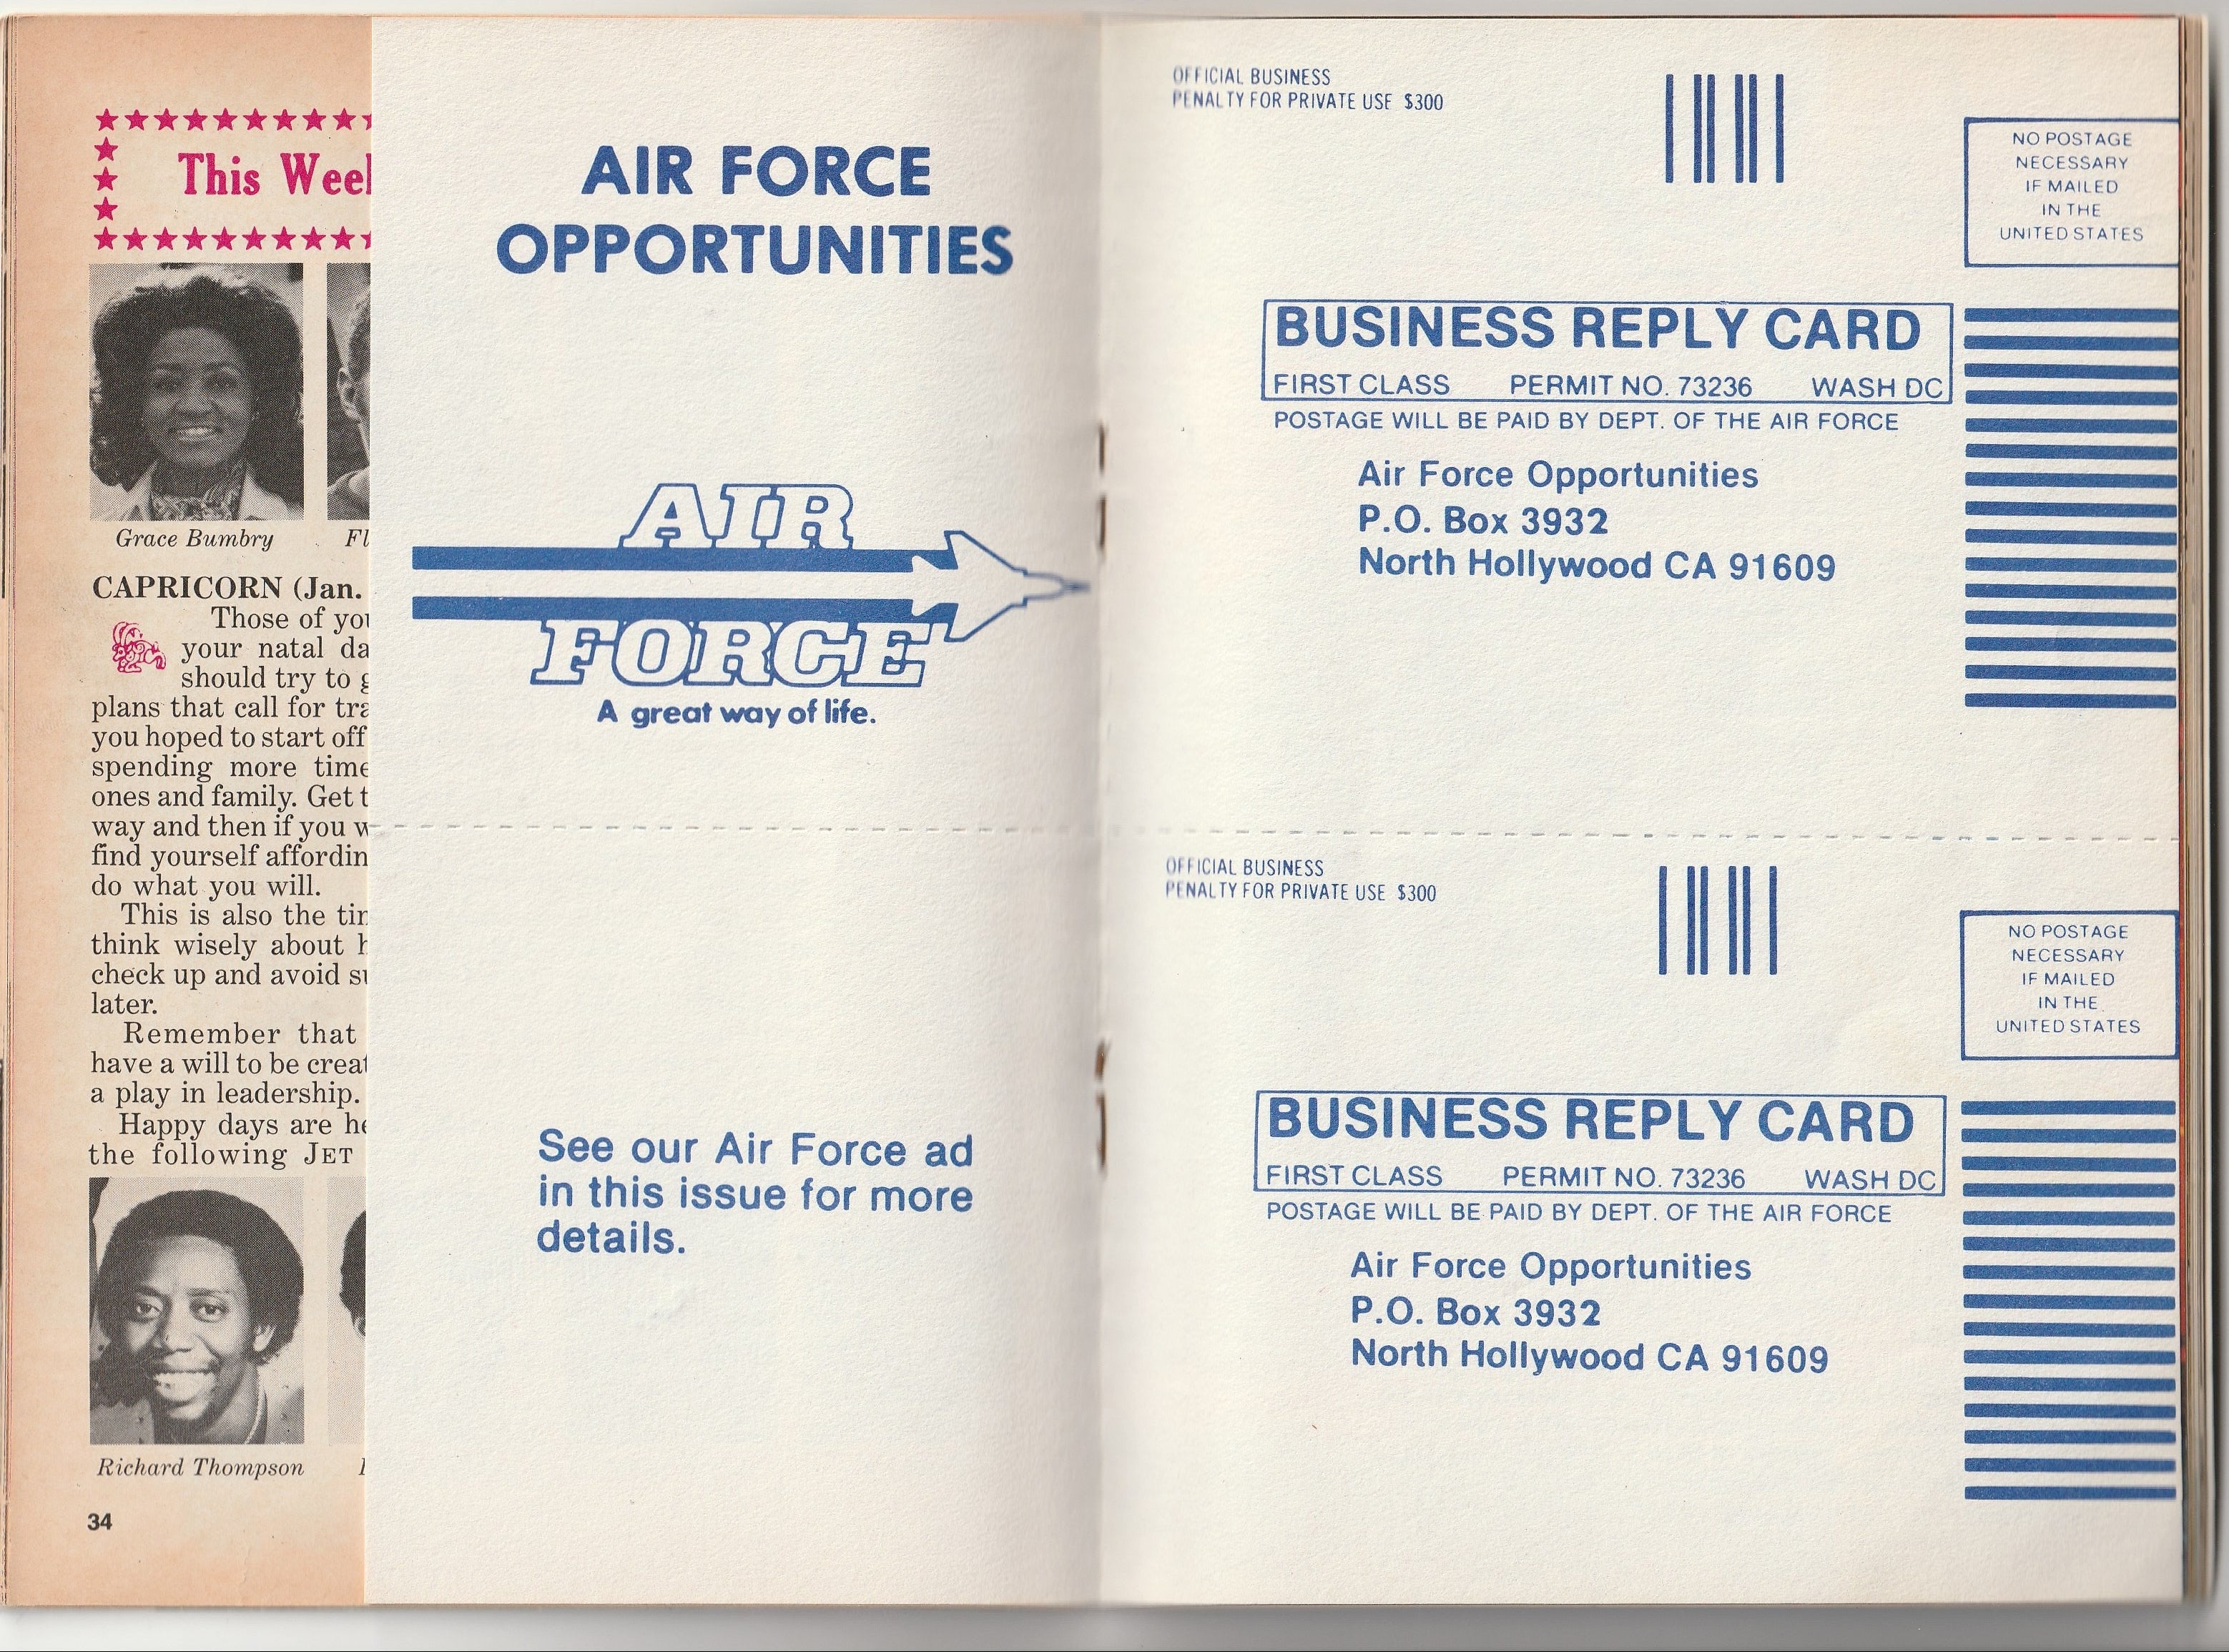 This Week
Grace Bumbry
CAPRICORN (Jan.
Those of you
your natal da
should try to g
plans that call for tra
you hoped to start off
spending more time
ones and family. Get t
way and then if you w
find yourself affordin
do what you will.
This is also the tim
think wisely about h
check up and avoid su
later.
Remember that
have a will to be creat
a play in leadership.
Happy days are he
the following JET
Richard Thompson
34
AIR FORCE
OPPORTUNITIES
AIR
FORCE
A great way of life.
See our Air Force ad
in this issue for more
details.
OFFICIAL BUSINESS
PENALTY FOR PRIVATE USE $300
NO POSTAGE
NECESSARY
IF MAILED
IN THE
UNITED STATES
BUSINESS REPLY CARD
FIRST CLASS PERMIT NO. 73236 WASH DC
POSTAGE WILL BE PAID BY DEPT. OF THE AIR FORCE
Air Force Opportunities
P.O. Box 3932
North Hollywood CA 91609
OFFICIAL BUSINESS
PENALTY FOR PRIVATE USE $300
NO POSTAGE
NECESSARY
IF MAILED
IN THE
UNITED STATES
BUSINESS REPLY CARD
FIRST CLASS PERMIT NO. 73236 WASH DC
POSTAGE WILL BE PAID BY DEPT. OF THE AIR FORCE
Air Force Opportunities
P.O. Box 3932
North Hollywood CA 91609